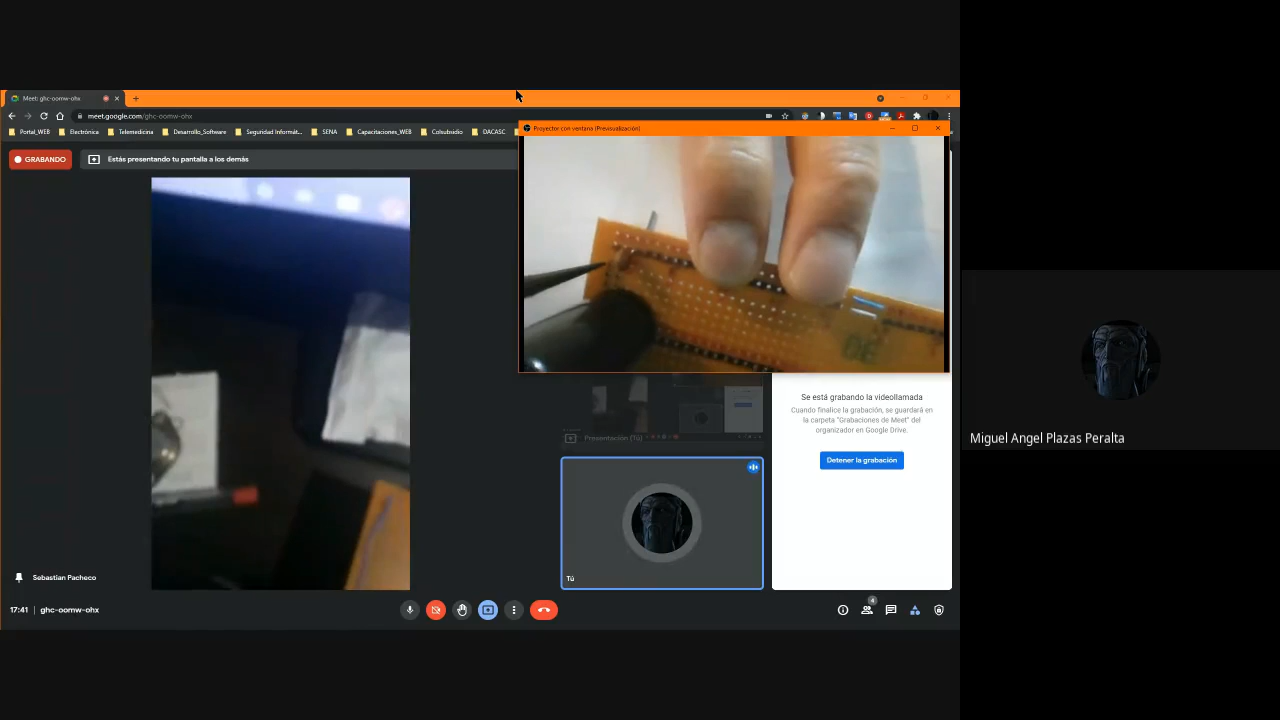 Meet: ghc-oomw-ohx
meet.google.com/ghc-oomw-ohx
Portal_WEB
Electrónica
Telemedicina
Desarrollo_Software
Seguridad Informát...
SENA
Capacitaciones_WEB
Colsubsidio
DACASC
Proyector con ventana (Previsualización)
GRABANDO
Estás presentando tu pantalla a los demás
Se está grabando la videollamada
Cuando finalice la grabación, se guardará en
la carpeta "Grabaciones de Meet" del
organizador en Google Drive.
Presentación (Tú)
Miguel Angel Plazas Peralta
Detener la grabación
Sebastian Pacheco
Tú
17:41 | ghc-oomw-ohx
4